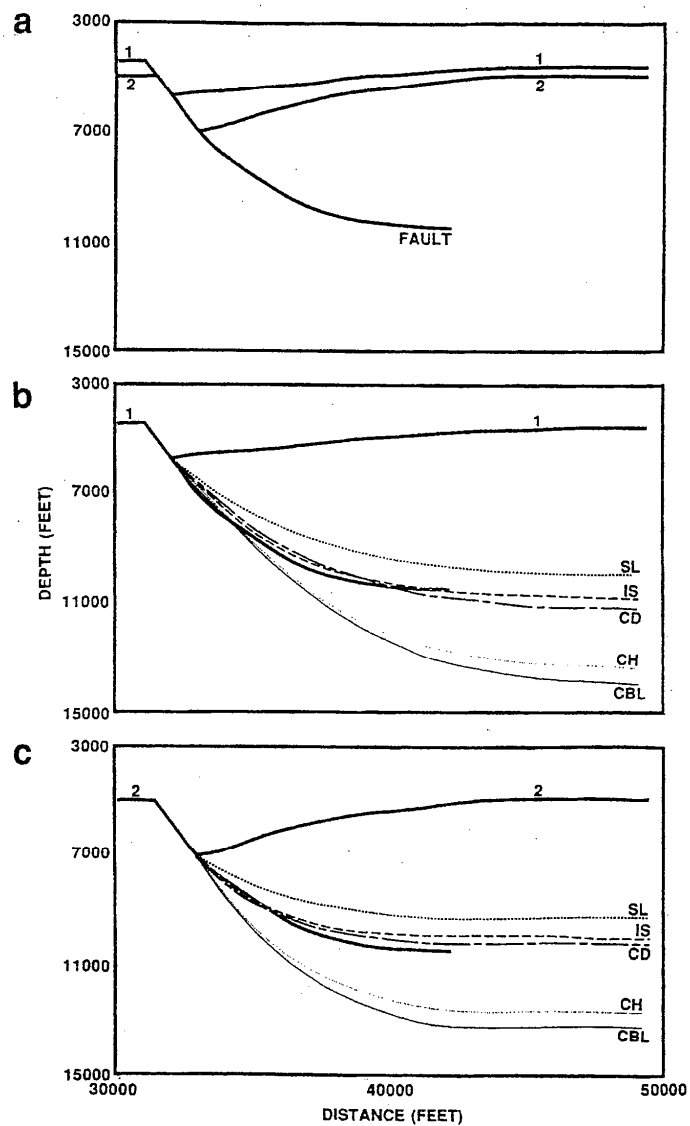 a
3000
1
1
2
2
7000
FAULT
11000
15000
b
3000
1
1
7000
DEPTH (FEET)
SL
IS
11000
CD
CH
CBL
15000
c
3000
2
2
7000
SL
IS
CD
11000
CH
CBL
15000
30000
40000
50000
DISTANCE (FEET)